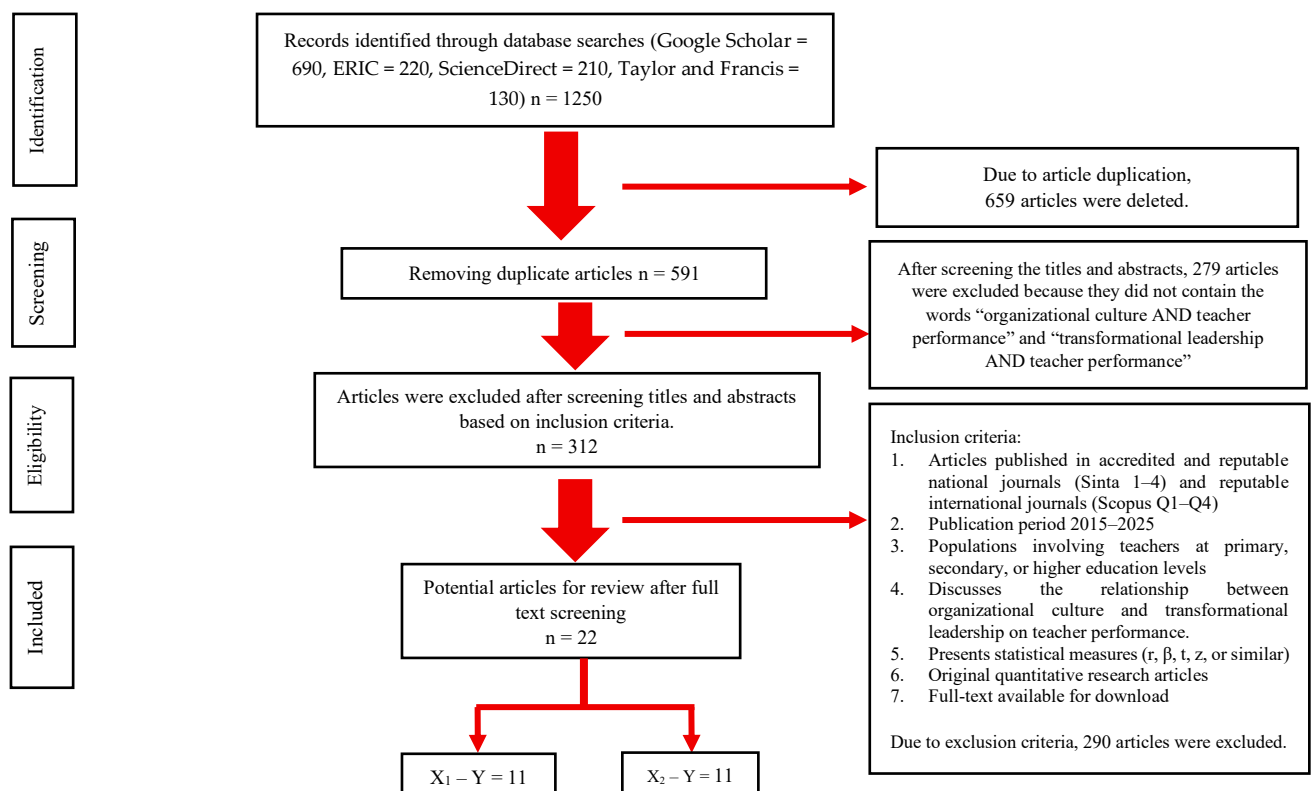 Identification
Records identified through database searches (Google Scholar =
690, ERIC = 220, ScienceDirect = 210, Taylor and Francis =
130) n = 1250
Due to article duplication,
659 articles were deleted.
Screening
Removing duplicate articles n = 591
After screening the titles and abstracts, 279 articles
were excluded because they did not contain the
words “organizational culture AND teacher
performance” and “transformational leadership
AND teacher performance”
Eligibility
Articles were excluded after screening titles and abstracts
based on inclusion criteria.
n = 312
Inclusion criteria:
1. Articles published in accredited and reputable
national journals (Sinta 1–4) and reputable
international journals (Scopus Q1–Q4)
2. Publication period 2015–2025
3. Populations involving teachers at primary,
secondary, or higher education levels
4. Discusses the relationship between
organizational culture and transformational
leadership on teacher performance.
5. Presents statistical measures (r, β, t, z, or similar)
6. Original quantitative research articles
7. Full-text available for download
Due to exclusion criteria, 290 articles were excluded.
Included
Potential articles for review after full
text screening
n = 22
X₁ – Y = 11
X₂ – Y = 11